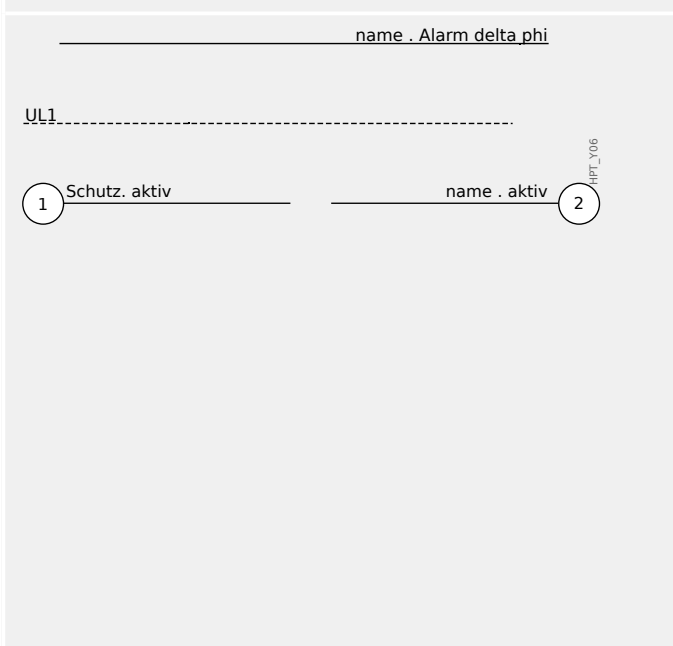 name . Alarm delta phi
UL1
HPT_Y06
1 Schutz. aktiv name . aktiv 2